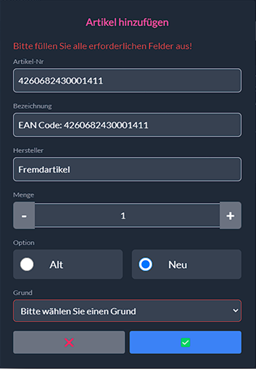 Artikel hinzufügen
Bitte füllen Sie alle erforderlichen Felder aus!
Artikel-Nr
4260682430001411
Bezeichnung
EAN Code: 4260682430001411
Hersteller
Fremdartikel
Menge
- 1 +
Option
Alt Neu
Grund
Bitte wählen Sie einen Grund